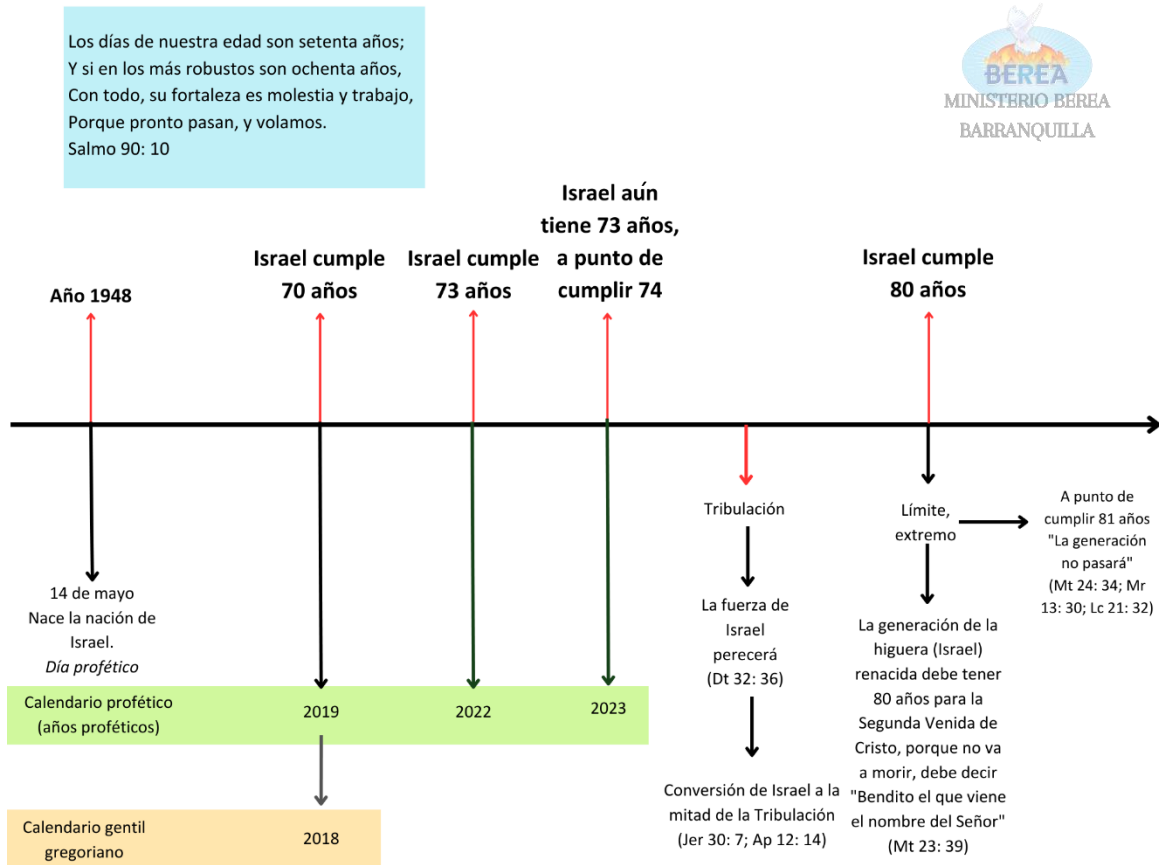 Los días de nuestra edad son setenta años;
Y si en los más robustos son ochenta años,
Con todo, su fortaleza es molestia y trabajo,
Porque pronto pasan, y volamos.
Salmo 90: 10
BEREA
MINISTERIO BEREA
BARRANQUILLA
Año 1948
Israel cumple
70 años
Israel cumple
73 años
Israel aún
tiene 73 años,
a punto de
cumplir 74
Israel cumple
80 años
14 de mayo
Nace la nación de
Israel.
Día profético
Tribulación
La fuerza de
Israel
perecerá
(Dt 32: 36)
Conversión de Israel a la
mitad de la Tribulación
(Jer 30: 7; Ap 12: 14)
Límite,
extremo
La generación de la
higuera (Israel)
renacida debe tener
80 años para la
Segunda Venida de
Cristo, porque no va
a morir, debe decir
"Bendito el que viene
el nombre del Señor"
(Mt 23: 39)
A punto de
cumplir 81 años
"La generación
no pasará"
(Mt 24: 34; Mr
13: 30; Lc 21: 32)
Calendario profético
(años proféticos)
2019
2022
2023
Calendario gentil
gregoriano
2018